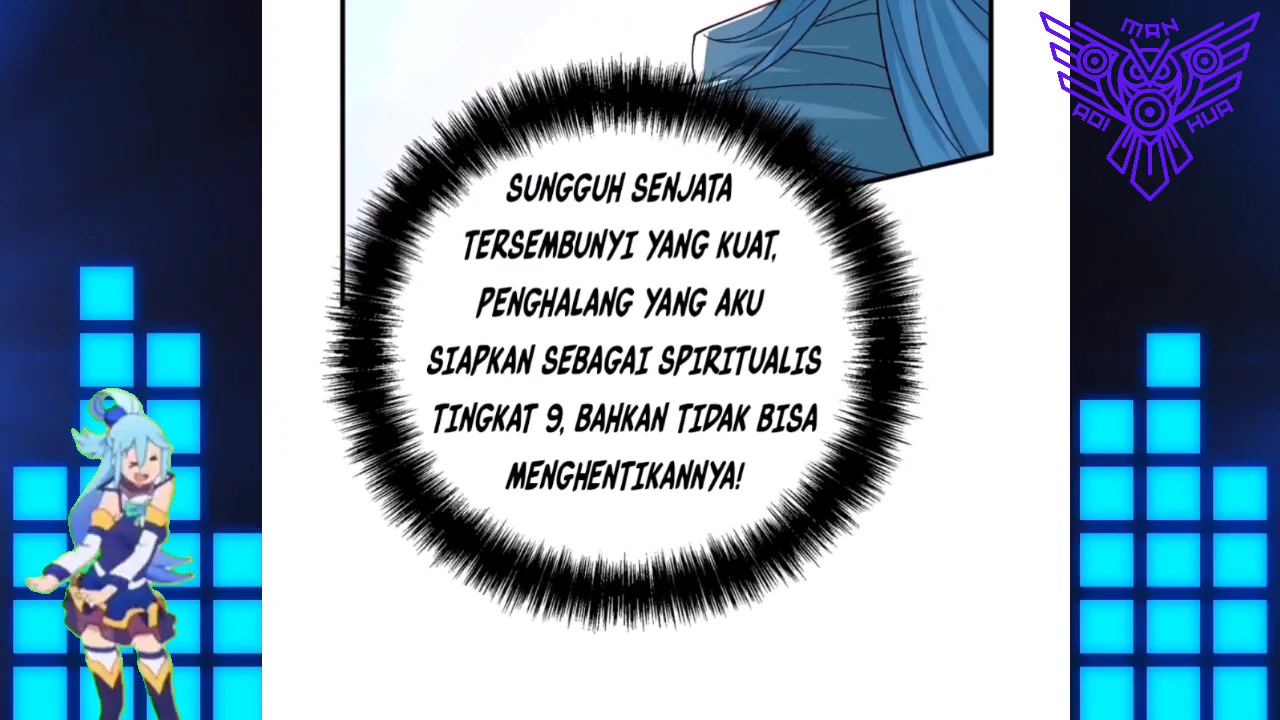 MAN
AOI HUA
SUNGGUH SENJATA
TERSEMBUNYI YANG KUAT,
PENGHALANG YANG AKU
SIAPKAN SEBAGAI SPIRITUALIS
TINGKAT 9, BAHKAN TIDAK BISA
MENGHENTIKANNYA!